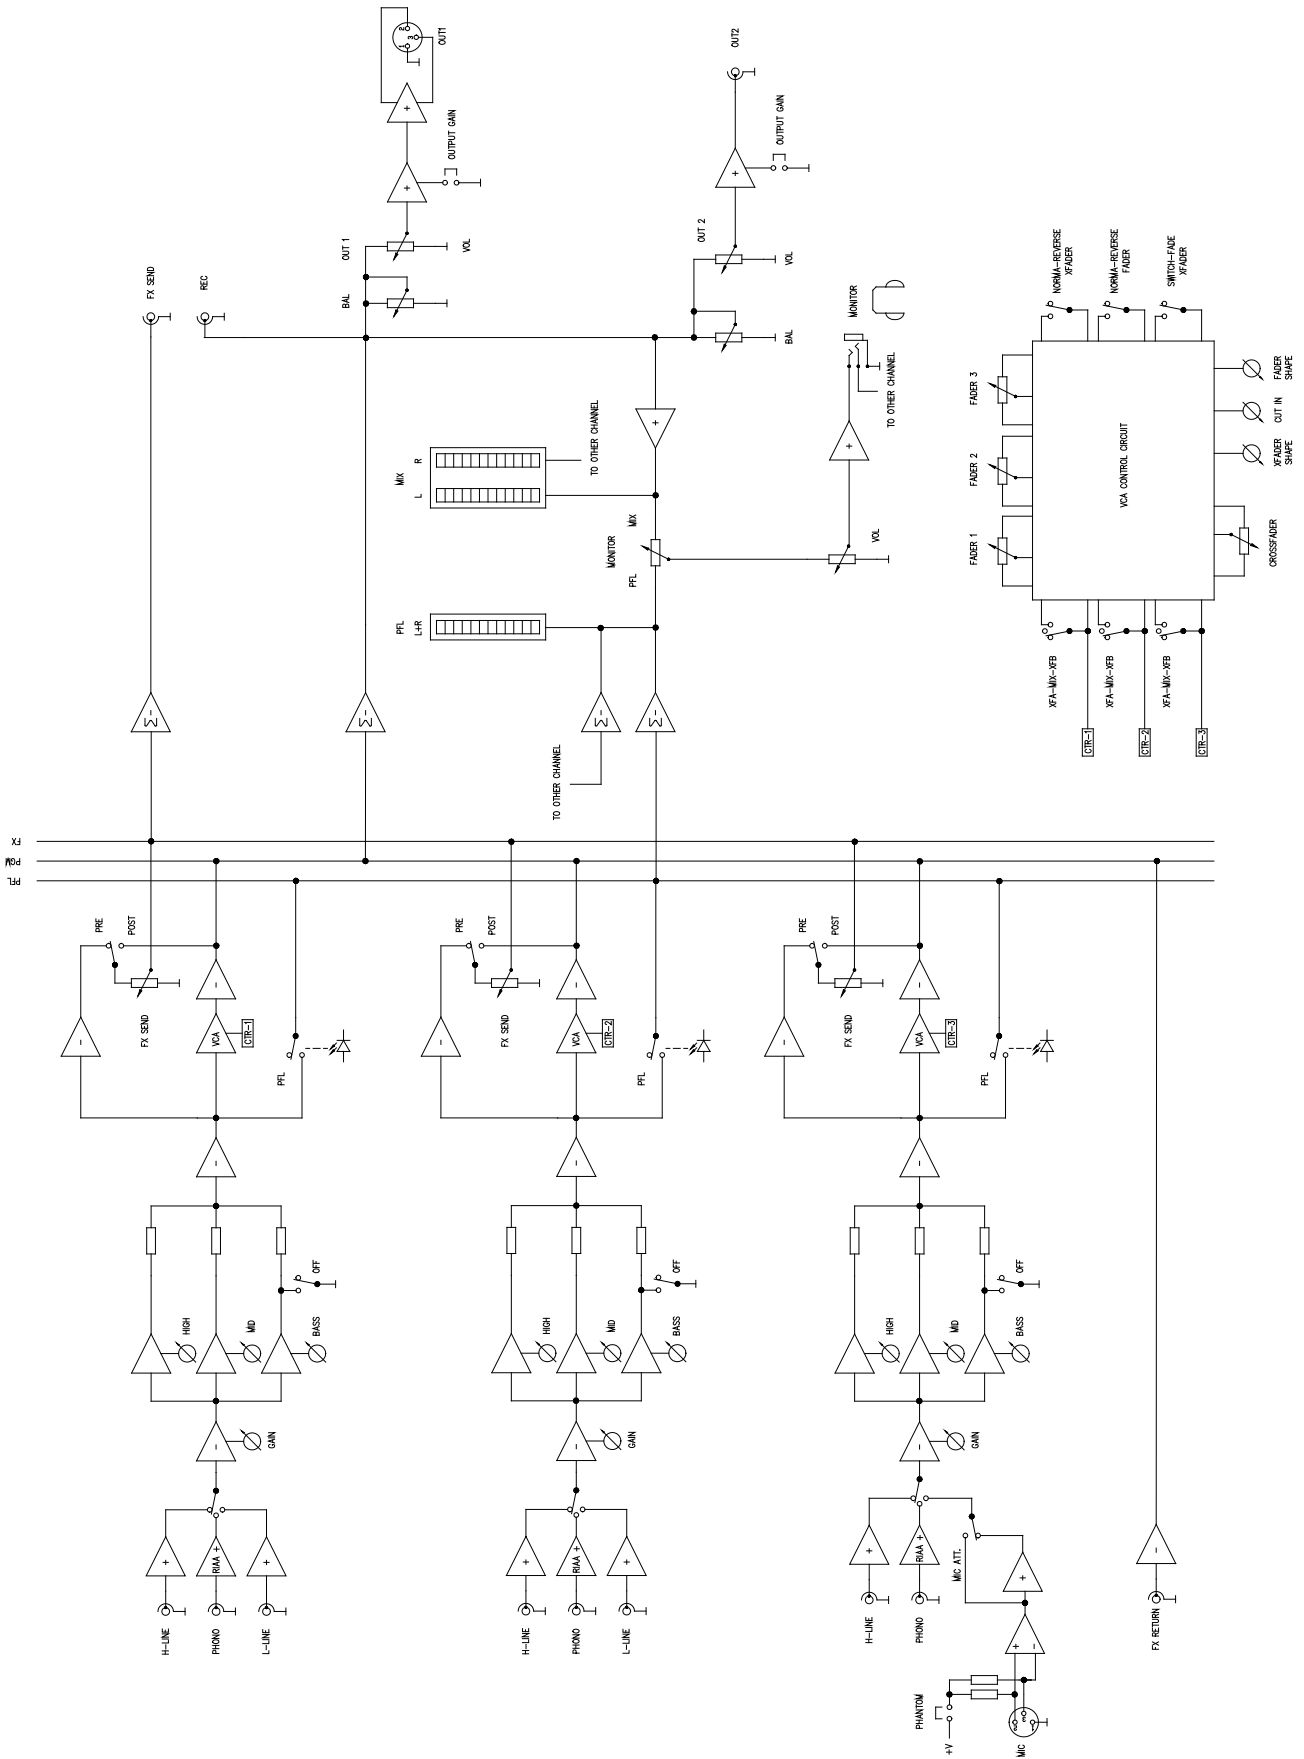 OUT1
2
3
1
OUTPUT GAIN
+
+
OUT2
OUTPUT GAIN
+
OUT 1
VOL
BAL
FX SEND
REC
OUT 2
VOL
BAL
MONITOR
TO OTHER CHANNEL
+
+
MIX
L
R
TO OTHER CHANNEL
MIX
MONITOR
PFL
VOL
PFL
L+R
Σ-
Σ-
Σ-
Σ-
TO OTHER CHANNEL
NORMA-REVERSE
XFADER
NORMA-REVERSE
FADER
SWITCH-FADE
XFADER
FADER 3
FADER 2
FADER 1
VCA CONTROL CIRCUIT
FADER
SHAPE
CUT IN
XFADER
SHAPE
CROSSFADER
XFA-MIX-XFB
XFA-MIX-XFB
XFA-MIX-XFB
CTR-1
CTR-2
CTR-3
FX
PGM
PFL
PRE
POST
FX SEND
-
-
VCA
CTR-1
PFL
-
HIGH
MID
BASS
OFF
-
GAIN
+
RIAA +
+
H-LINE
PHONO
L-LINE
PRE
POST
FX SEND
-
-
VCA
CTR-2
PFL
-
HIGH
MID
BASS
OFF
-
GAIN
+
RIAA +
+
H-LINE
PHONO
L-LINE
PRE
POST
FX SEND
-
-
VCA
CTR-3
PFL
-
HIGH
MID
BASS
OFF
-
GAIN
+
RIAA +
MIC ATT.
+
H-LINE
PHONO
+
-
PHANTOM
+V
MIC
2
3
1
-
FX RETURN